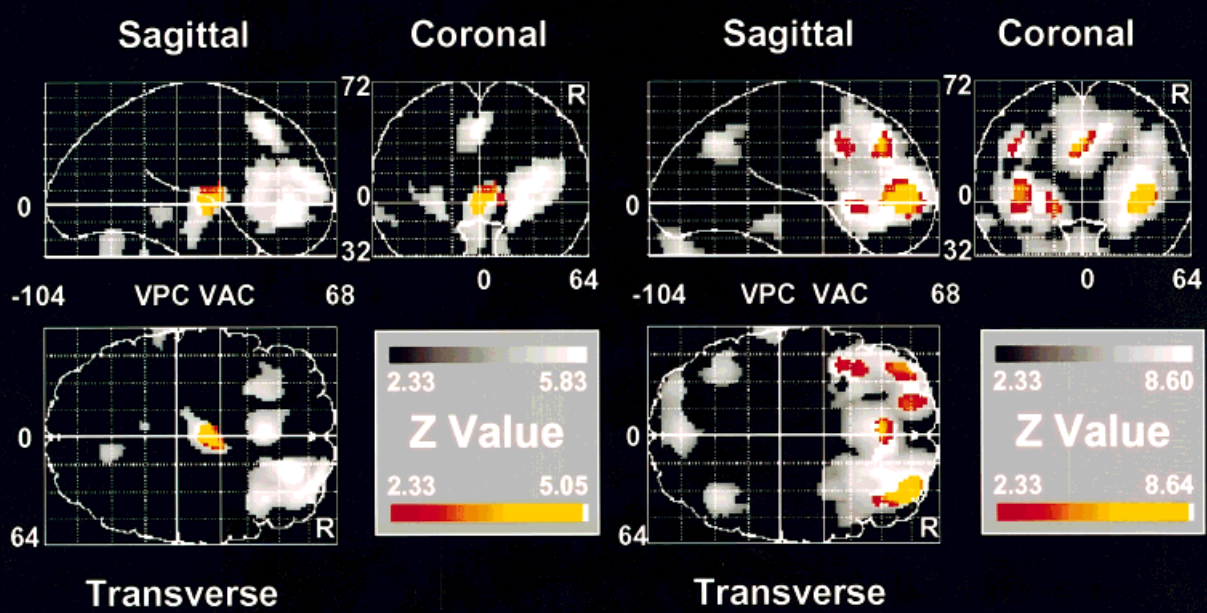 Sagittal Coronal Sagittal Coronal
72 R 72 R
0 0 0 0
32 32
0 64 0 64
-104 VPC VAC 68 -104 VPC VAC 68
2.33 5.83 2.33 8.60
0 Z Value 0 Z Value
2.33 5.05 2.33 8.64
64 R 64 R
Transverse Transverse